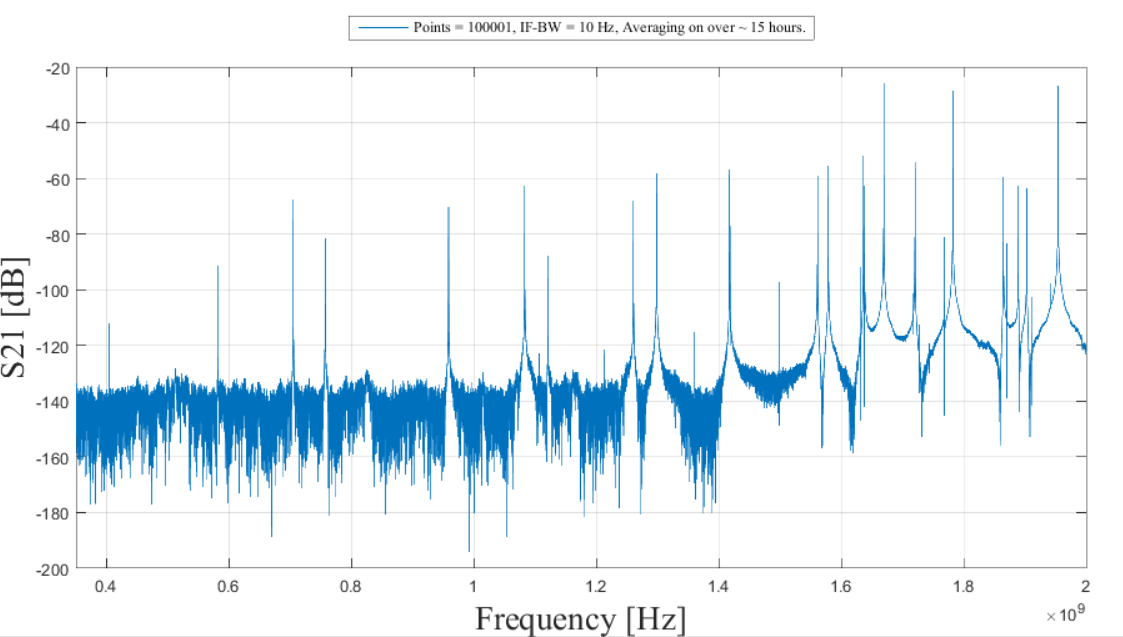 Points = 100001, IF-BW = 10 Hz, Averaging on over ~ 15 hours.
-20
-40
-60
-80
-100
-120
-140
-160
-180
-200
S21 [dB]
0.4 0.6 0.8 1 1.2 1.4 1.6 1.8 2
×10⁹
Frequency [Hz]